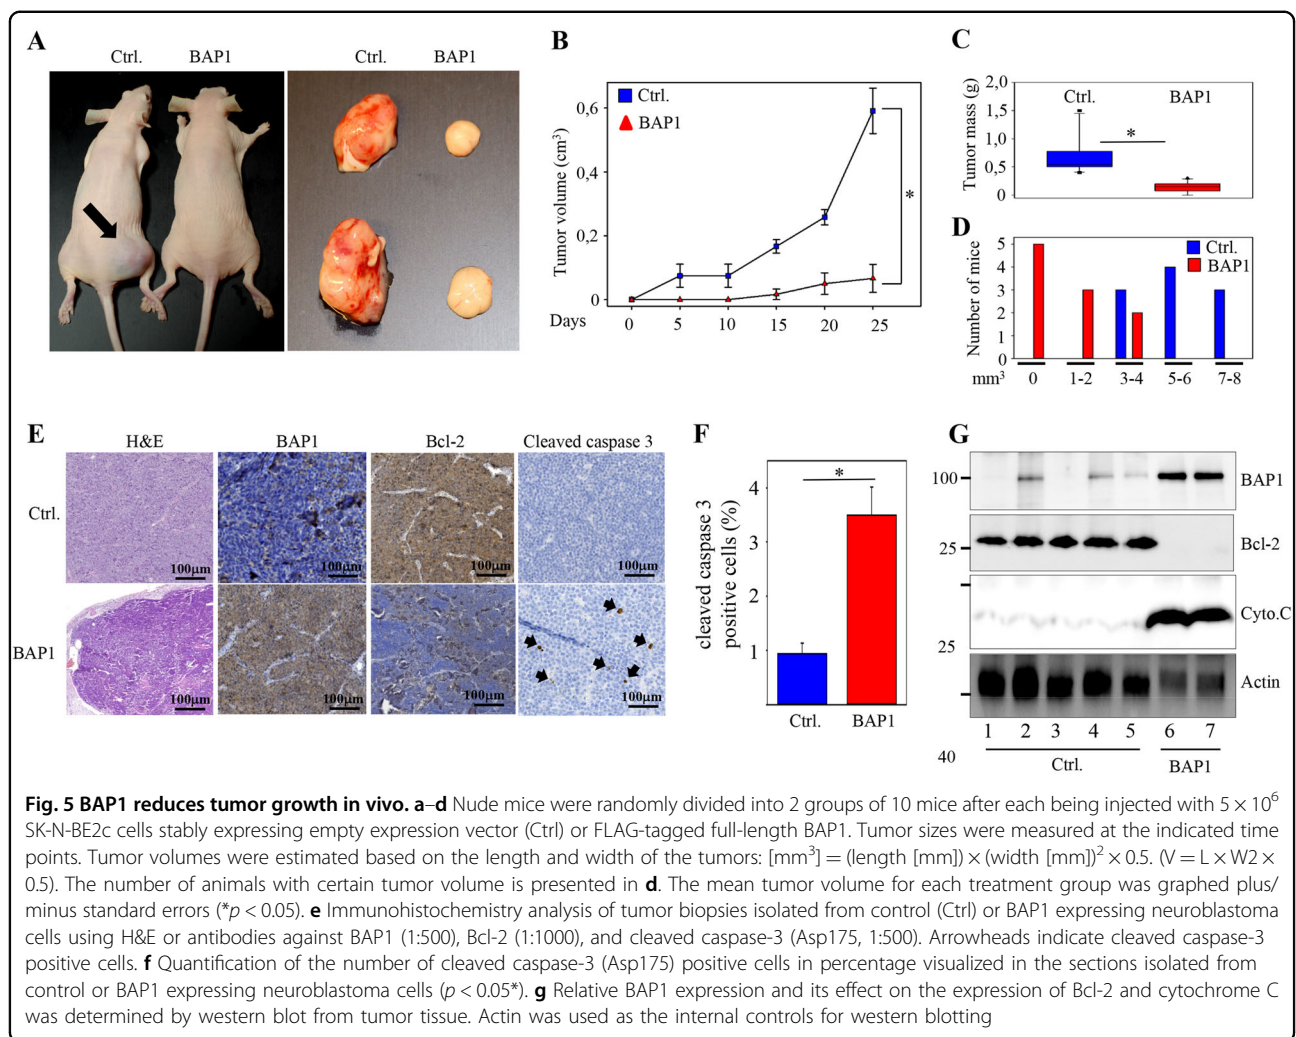 A
Ctrl. BAP1
Ctrl. BAP1
B
Ctrl.
BAP1
Tumor volume (cm³)
0,6
0,4
0,2
0
*
Days 0 5 10 15 20 25
C
Tumor mass (g)
2,0
1,5
1,0
0,5
0
Ctrl. BAP1
*
D
Number of mice
5
4
3
2
1
0
Ctrl.
BAP1
mm³ 0 1-2 3-4 5-6 7-8
E
H&E BAP1 Bcl-2 Cleaved caspase 3
Ctrl.
100µm 100µm 100µm 100µm
BAP1
100µm 100µm 100µm 100µm
F
cleaved caspase 3
positive cells (%)
4
3
2
1
*
Ctrl. BAP1
G
100 BAP1
25 Bcl-2
Cyto.C
25
Actin
1 2 3 4 5 6 7
40
Ctrl. BAP1
Fig. 5 BAP1 reduces tumor growth in vivo. a–d Nude mice were randomly divided into 2 groups of 10 mice after each being injected with 5 × 10⁶
SK-N-BE2c cells stably expressing empty expression vector (Ctrl) or FLAG-tagged full-length BAP1. Tumor sizes were measured at the indicated time
points. Tumor volumes were estimated based on the length and width of the tumors: [mm³] = (length [mm]) × (width [mm])² × 0.5. (V = L × W2 ×
0.5). The number of animals with certain tumor volume is presented in d. The mean tumor volume for each treatment group was graphed plus/
minus standard errors (*p < 0.05). e Immunohistochemistry analysis of tumor biopsies isolated from control (Ctrl) or BAP1 expressing neuroblastoma
cells using H&E or antibodies against BAP1 (1:500), Bcl-2 (1:1000), and cleaved caspase-3 (Asp175, 1:500). Arrowheads indicate cleaved caspase-3
positive cells. f Quantification of the number of cleaved caspase-3 (Asp175) positive cells in percentage visualized in the sections isolated from
control or BAP1 expressing neuroblastoma cells (p < 0.05*). g Relative BAP1 expression and its effect on the expression of Bcl-2 and cytochrome C
was determined by western blot from tumor tissue. Actin was used as the internal controls for western blotting